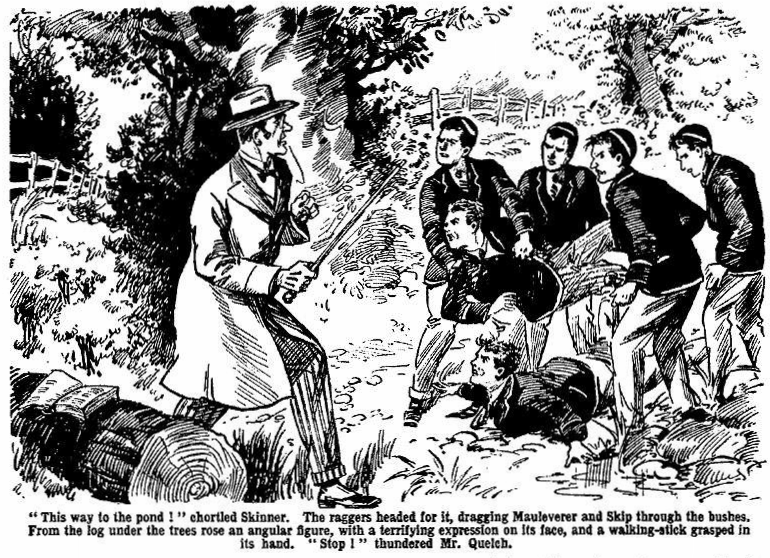 “ This way to the pond ! ” chortled Skinner. The raggers headed for it, dragging Mauleverer and Skip through the bushes.
From the log under the trees rose an angular figure, with a terrifying expression on its face, and a walking-stick grasped in
its hand. “ Stop ! ” thundered Mr. Quelch.